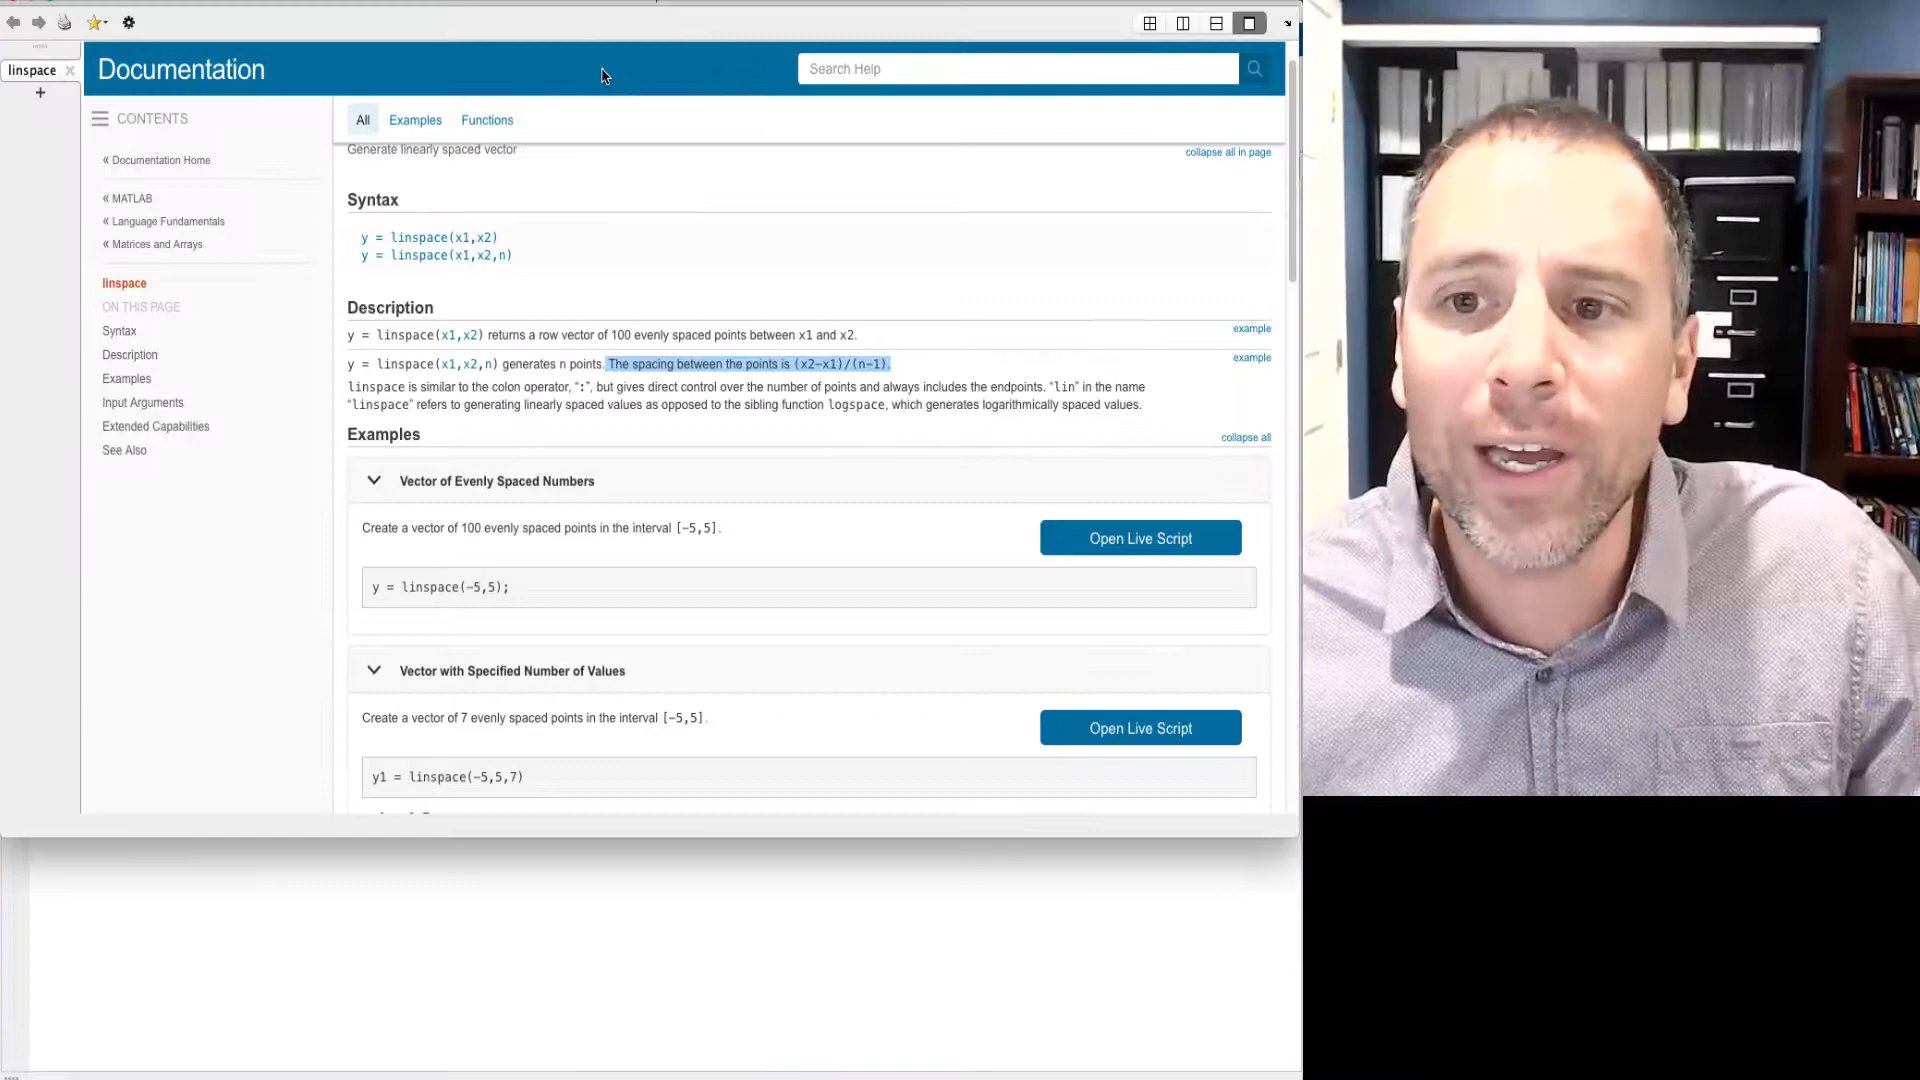 linspace
Documentation
Search Help
CONTENTS
« Documentation Home
« MATLAB
« Language Fundamentals
« Matrices and Arrays
linspace
ON THIS PAGE
Syntax
Description
Examples
Input Arguments
Extended Capabilities
See Also
All Examples Functions
Generate linearly spaced vector
collapse all in page
Syntax
y = linspace(x1,x2)
y = linspace(x1,x2,n)
Description
y = linspace(x1,x2) returns a row vector of 100 evenly spaced points between x1 and x2.
example
y = linspace(x1,x2,n) generates n points. The spacing between the points is (x2-x1)/(n-1).
example
linspace is similar to the colon operator, “:”, but gives direct control over the number of points and always includes the endpoints. “lin” in the name
“linspace” refers to generating linearly spaced values as opposed to the sibling function logspace, which generates logarithmically spaced values.
Examples
collapse all
Vector of Evenly Spaced Numbers
Create a vector of 100 evenly spaced points in the interval [-5,5].
Open Live Script
y = linspace(-5,5);
Vector with Specified Number of Values
Create a vector of 7 evenly spaced points in the interval [-5,5].
Open Live Script
y1 = linspace(-5,5,7)